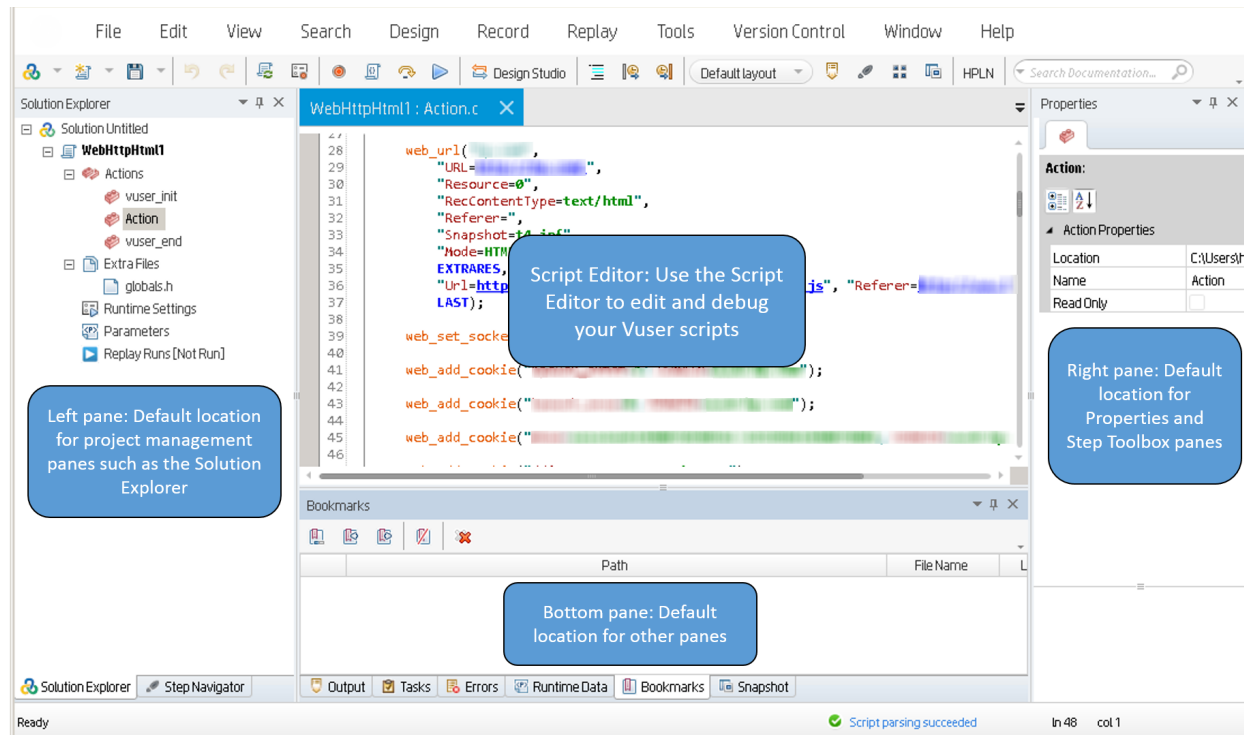 File Edit View Search Design Record Replay Tools Version Control Window Help
Design Studio Default layout HPLN Search Documentation...
Solution Explorer
Solution Untitled
WebHttpHtml1
Actions
vuser_init
Action
vuser_end
Extra Files
globals.h
Runtime Settings
Parameters
Replay Runs [Not Run]
Left pane: Default location
for project management
panes such as the Solution
Explorer
Solution Explorer Step Navigator
WebHttpHtml1 : Action.c
27
28 web_url( ,
29 "URL= ",
30 "Resource=0",
31 "RecContentType=text/html",
32 "Referer=",
33 "Snapshot=t4.inf"
34 "Mode=HTM
35 EXTRARES,
36 "Url=http js", "Referer=
37 LAST);
38
39 web_set_socke
40
41 web_add_cookie(" ");
42
43 web_add_cookie(" ");
44
45 web_add_cookie("
46
Script Editor: Use the Script
Editor to edit and debug
your Vuser scripts
Bookmarks
Path File Name L
Bottom pane: Default
location for other panes
Output Tasks Errors Runtime Data Bookmarks Snapshot
Properties
Action:
Action Properties
Location C:\Users\h
Name Action
Read Only
Right pane: Default
location for
Properties and
Step Toolbox panes
Ready Script parsing succeeded ln 48 col 1